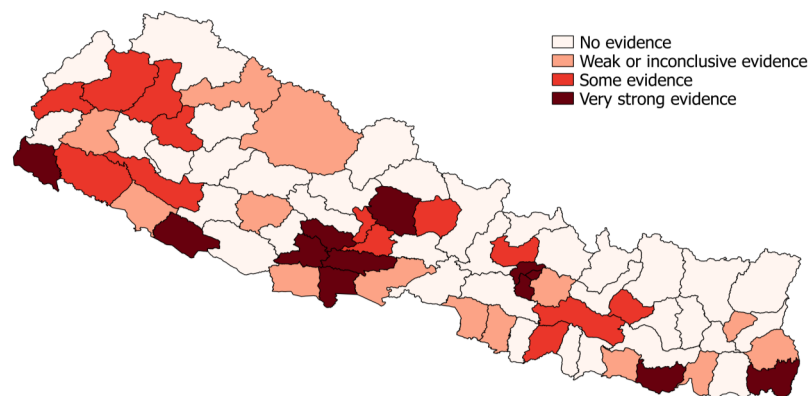 No evidence
Weak or inconclusive evidence
Some evidence
Very strong evidence